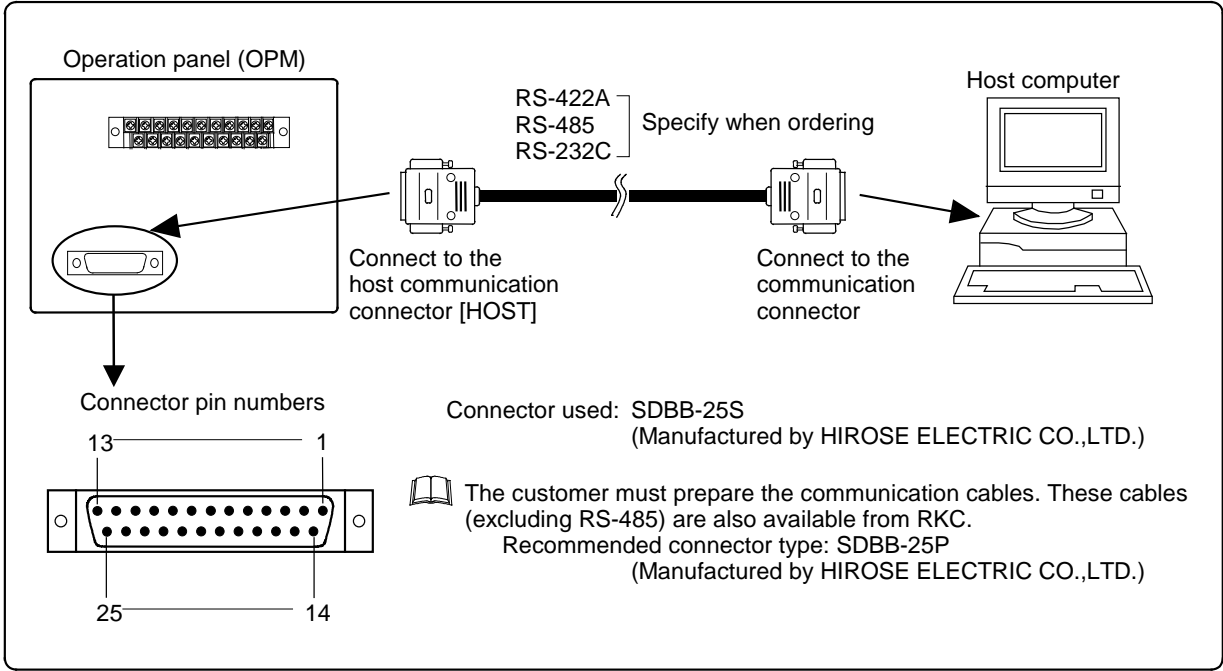 Operation panel (OPM)
RS-422A
RS-485
RS-232C
Specify when ordering
Host computer
Connect to the
host communication
connector [HOST]
Connect to the
communication
connector
Connector pin numbers
13
1
25
14
Connector used: SDBB-25S
(Manufactured by HIROSE ELECTRIC CO.,LTD.)
The customer must prepare the communication cables. These cables
(excluding RS-485) are also available from RKC.
Recommended connector type: SDBB-25P
(Manufactured by HIROSE ELECTRIC CO.,LTD.)